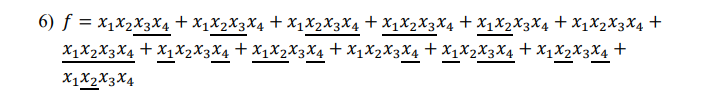 6) f = x₁x₂x₃x₄ + x₁x₂x₃x₄ + x₁x₂x₃x₄ + x₁x₂x₃x₄ + x₁x₂x₃x₄ + x₁x₂x₃x₄ +
x₁x₂x₃x₄ + x₁x₂x₃x₄ + x₁x₂x₃x₄ + x₁x₂x₃x₄ + x₁x₂x₃x₄ + x₁x₂x₃x₄ +
x₁x₂x₃x₄